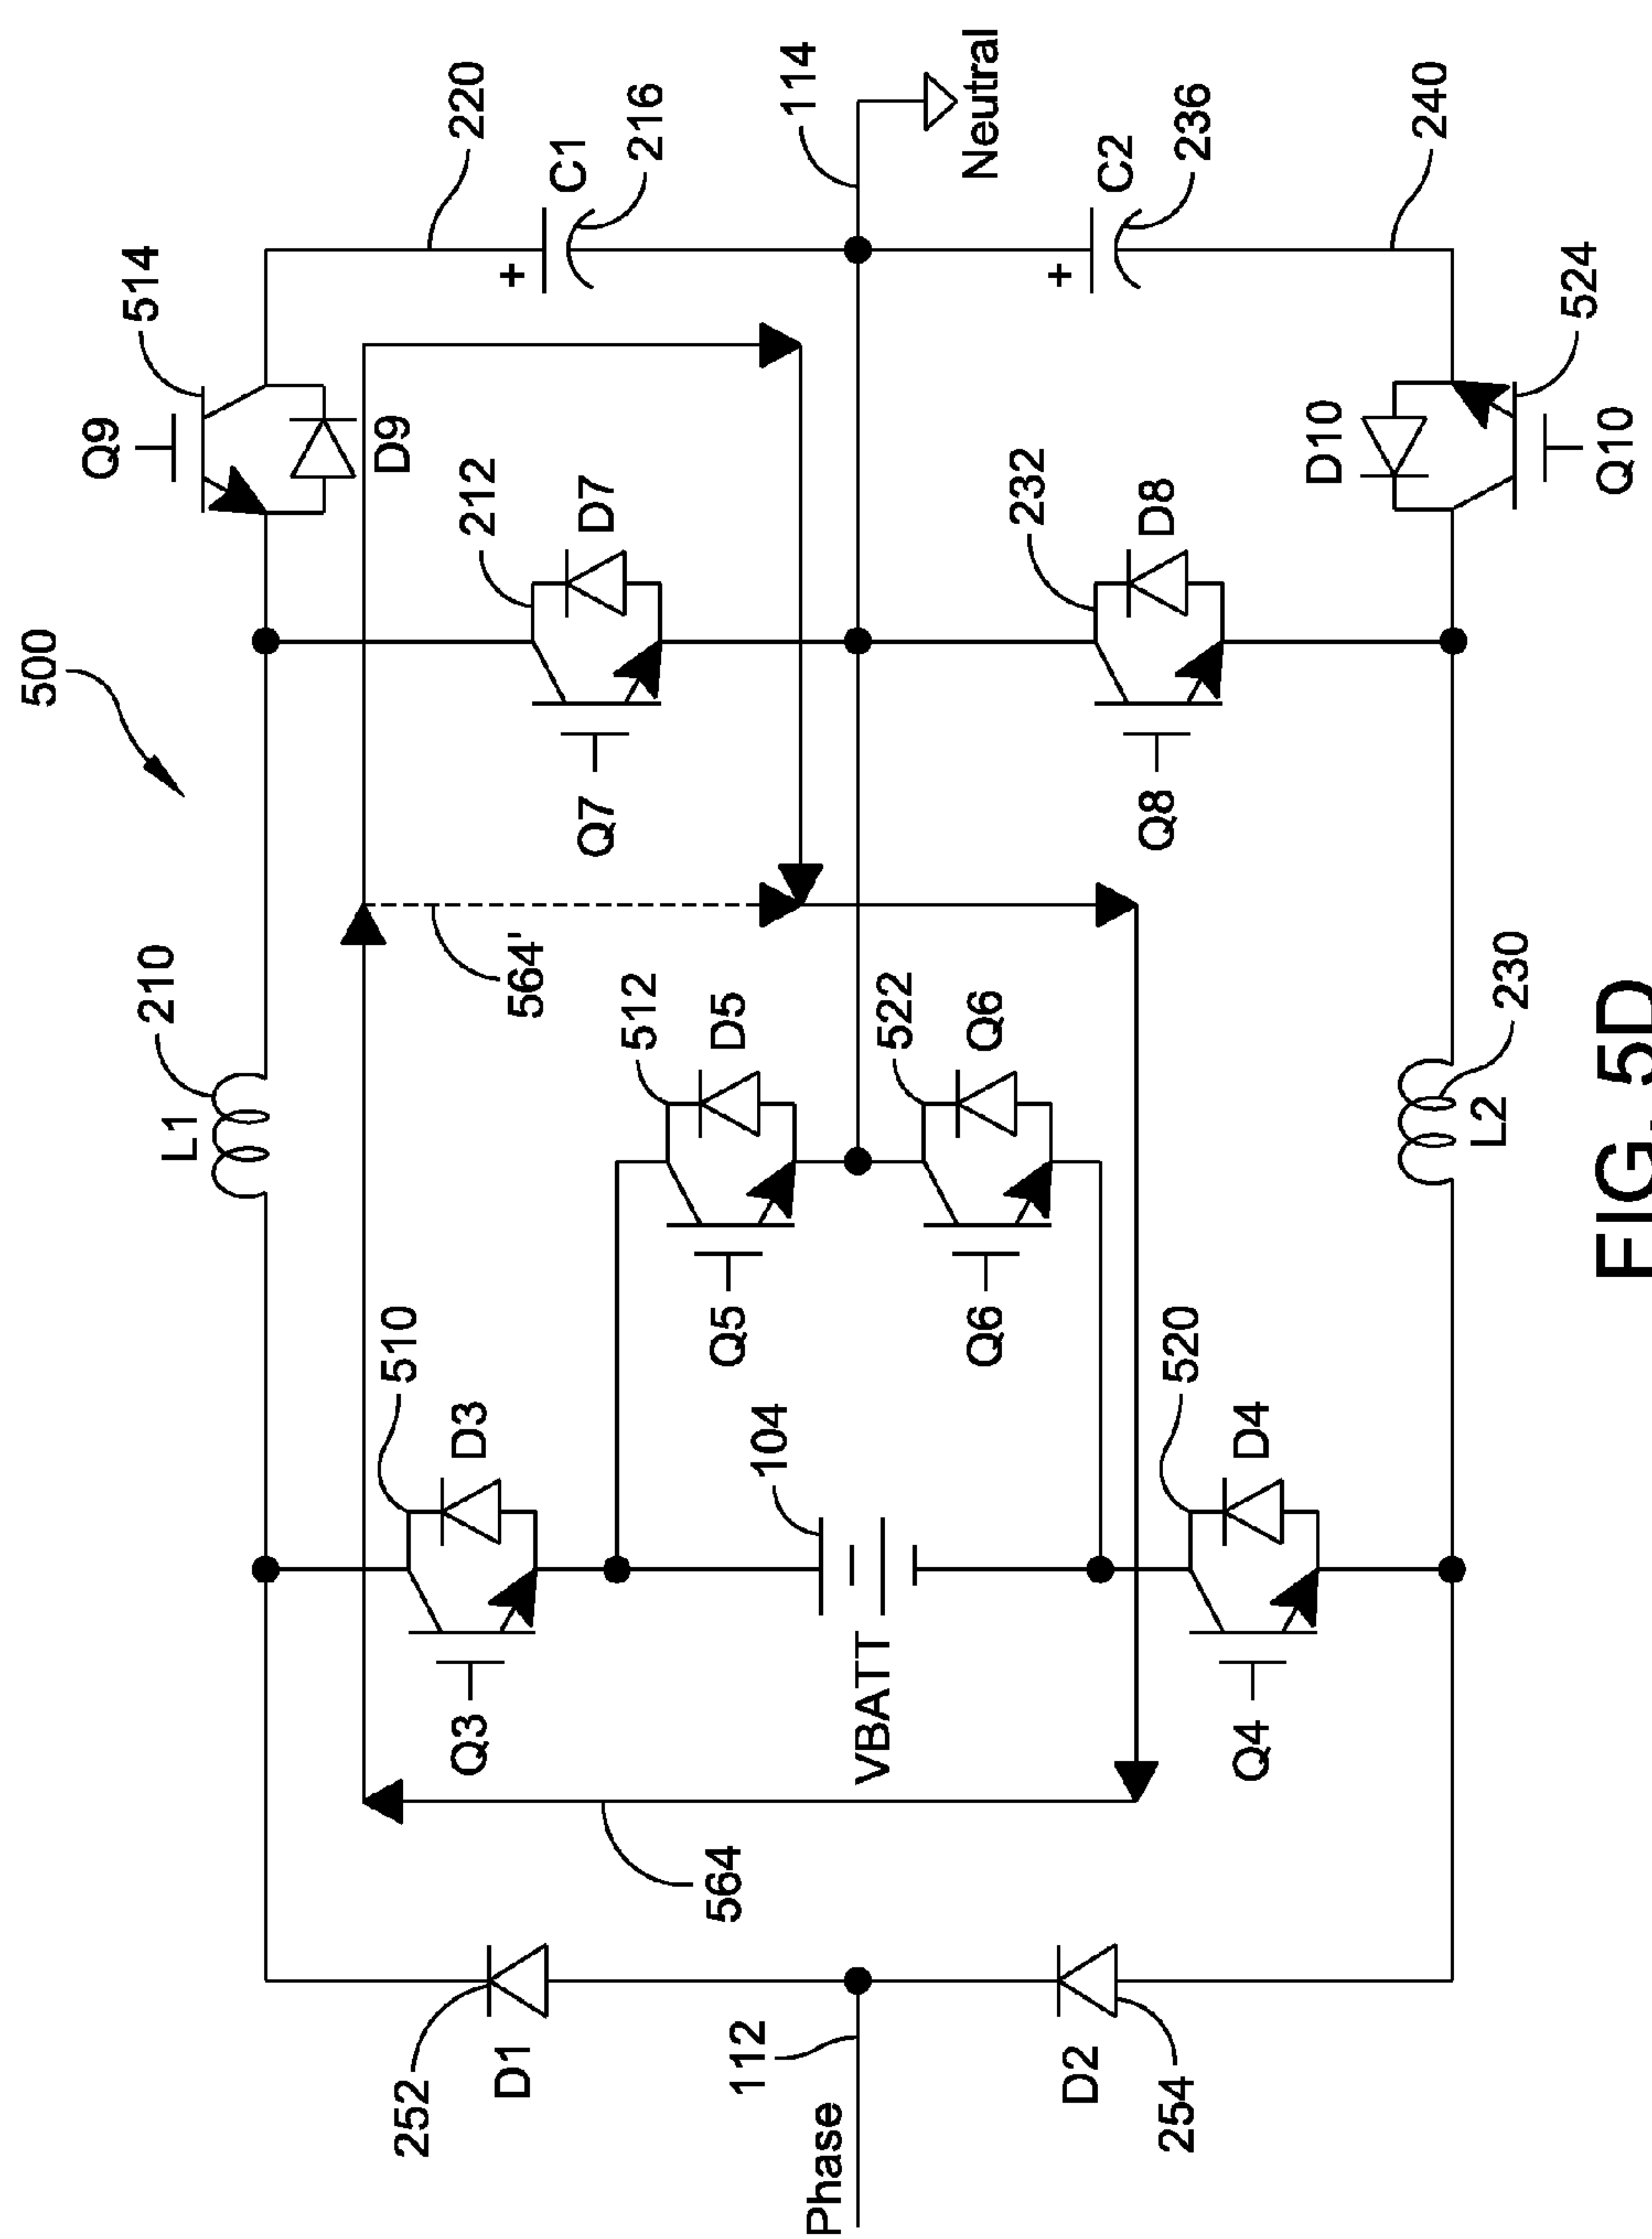 500
Q9
514
D9
220
C1
216
L1
210
212
D7
Q7
114
Neutral
564'
510
D3
Q3
512
D5
Q5
104
VBATT
522
Q6
Q6
C2
236
232
D8
Q8
240
252
D1
564
Phase
112
D2
254
520
D4
Q4
L2
230
D10
524
Q10
FIG. 5D